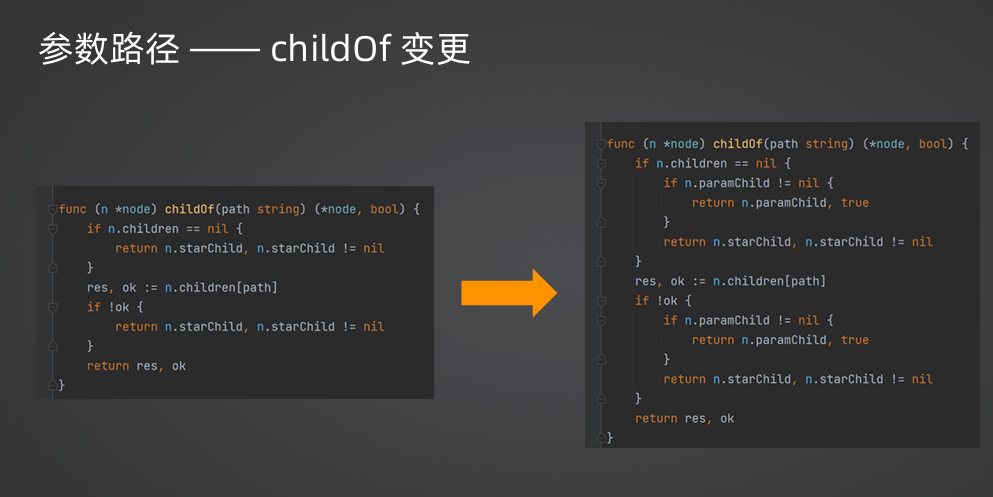 参数路径 —— childOf 变更
func (n *node) childOf(path string) (*node, bool) {
    if n.children == nil {
        return n.starChild, n.starChild != nil
    }
    res, ok := n.children[path]
    if !ok {
        return n.starChild, n.starChild != nil
    }
    return res, ok
}
func (n *node) childOf(path string) (*node, bool) {
    if n.children == nil {
        if n.paramChild != nil {
            return n.paramChild, true
        }
        return n.starChild, n.starChild != nil
    }
    res, ok := n.children[path]
    if !ok {
        if n.paramChild != nil {
            return n.paramChild, true
        }
        return n.starChild, n.starChild != nil
    }
    return res, ok
}